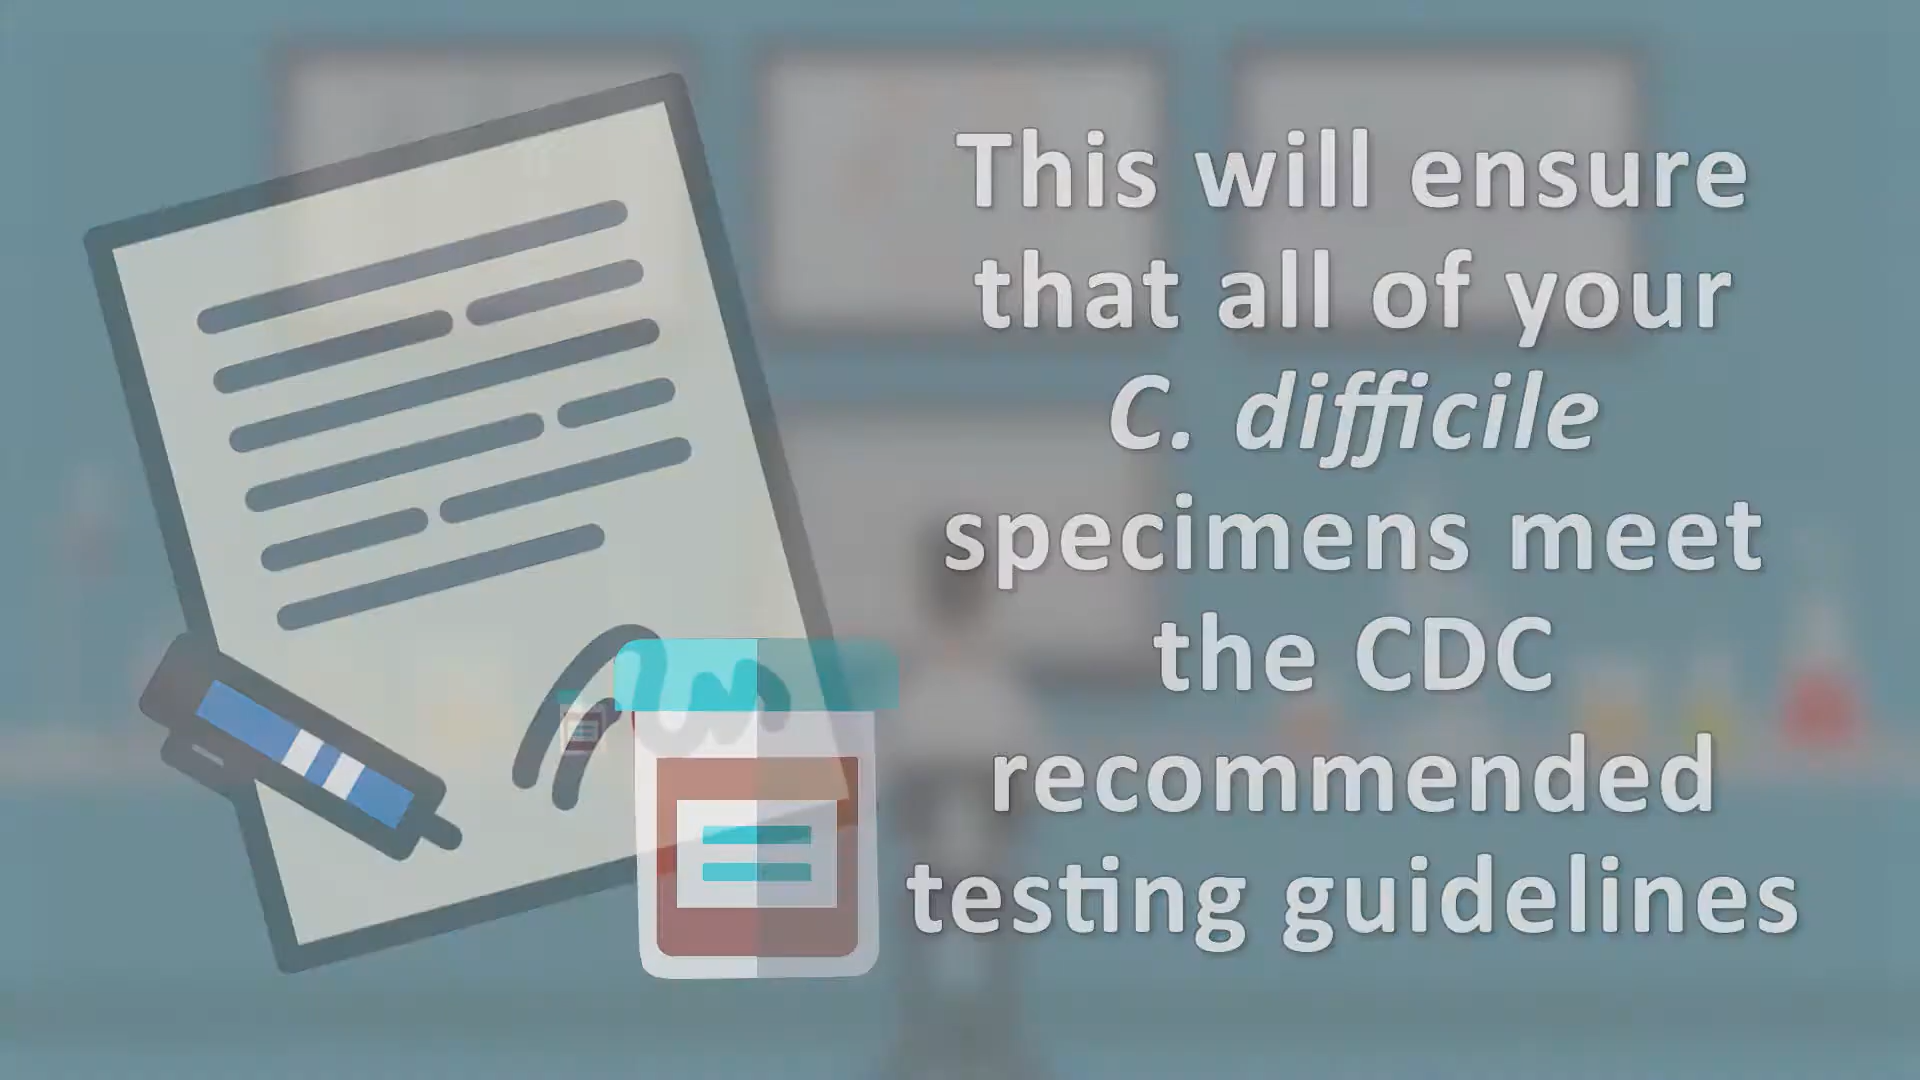 This will ensure
that all of your
C. difficile
specimens meet
the CDC
recommended
testing guidelines